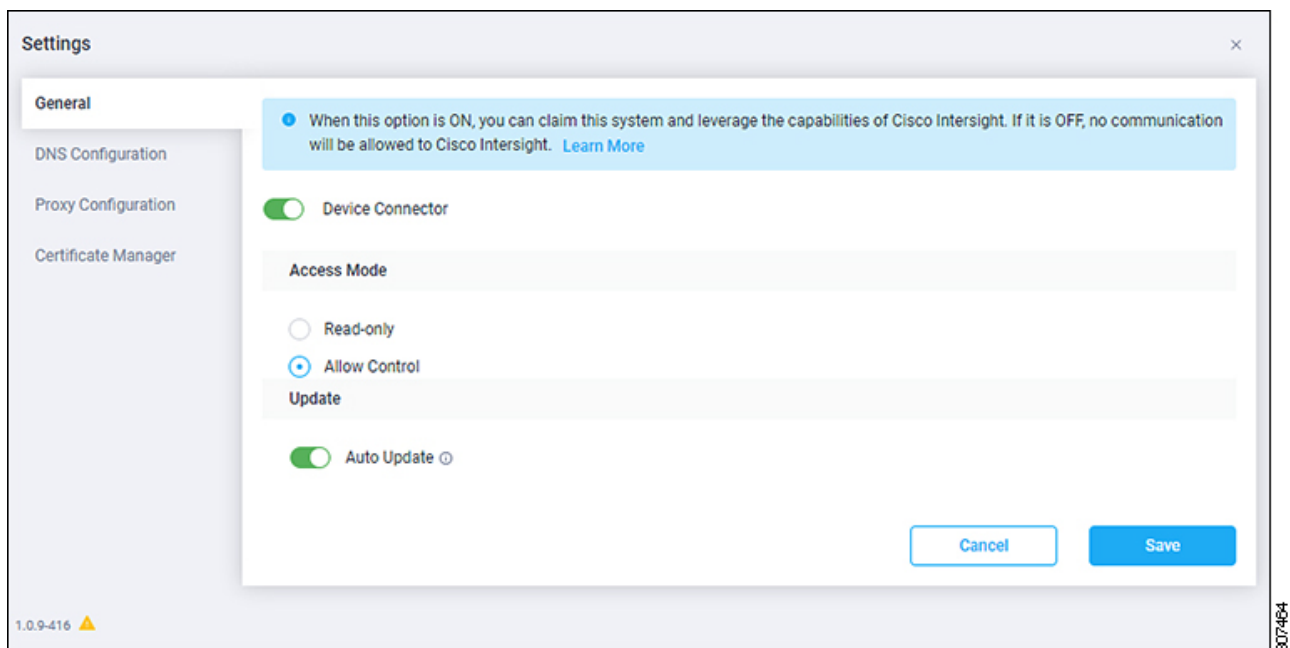 Settings
General
DNS Configuration
Proxy Configuration
Certificate Manager
When this option is ON, you can claim this system and leverage the capabilities of Cisco Intersight. If it is OFF, no communication
will be allowed to Cisco Intersight. Learn More
Device Connector
Access Mode
Read-only
Allow Control
Update
Auto Update
Cancel
Save
1.0.9-416
307464